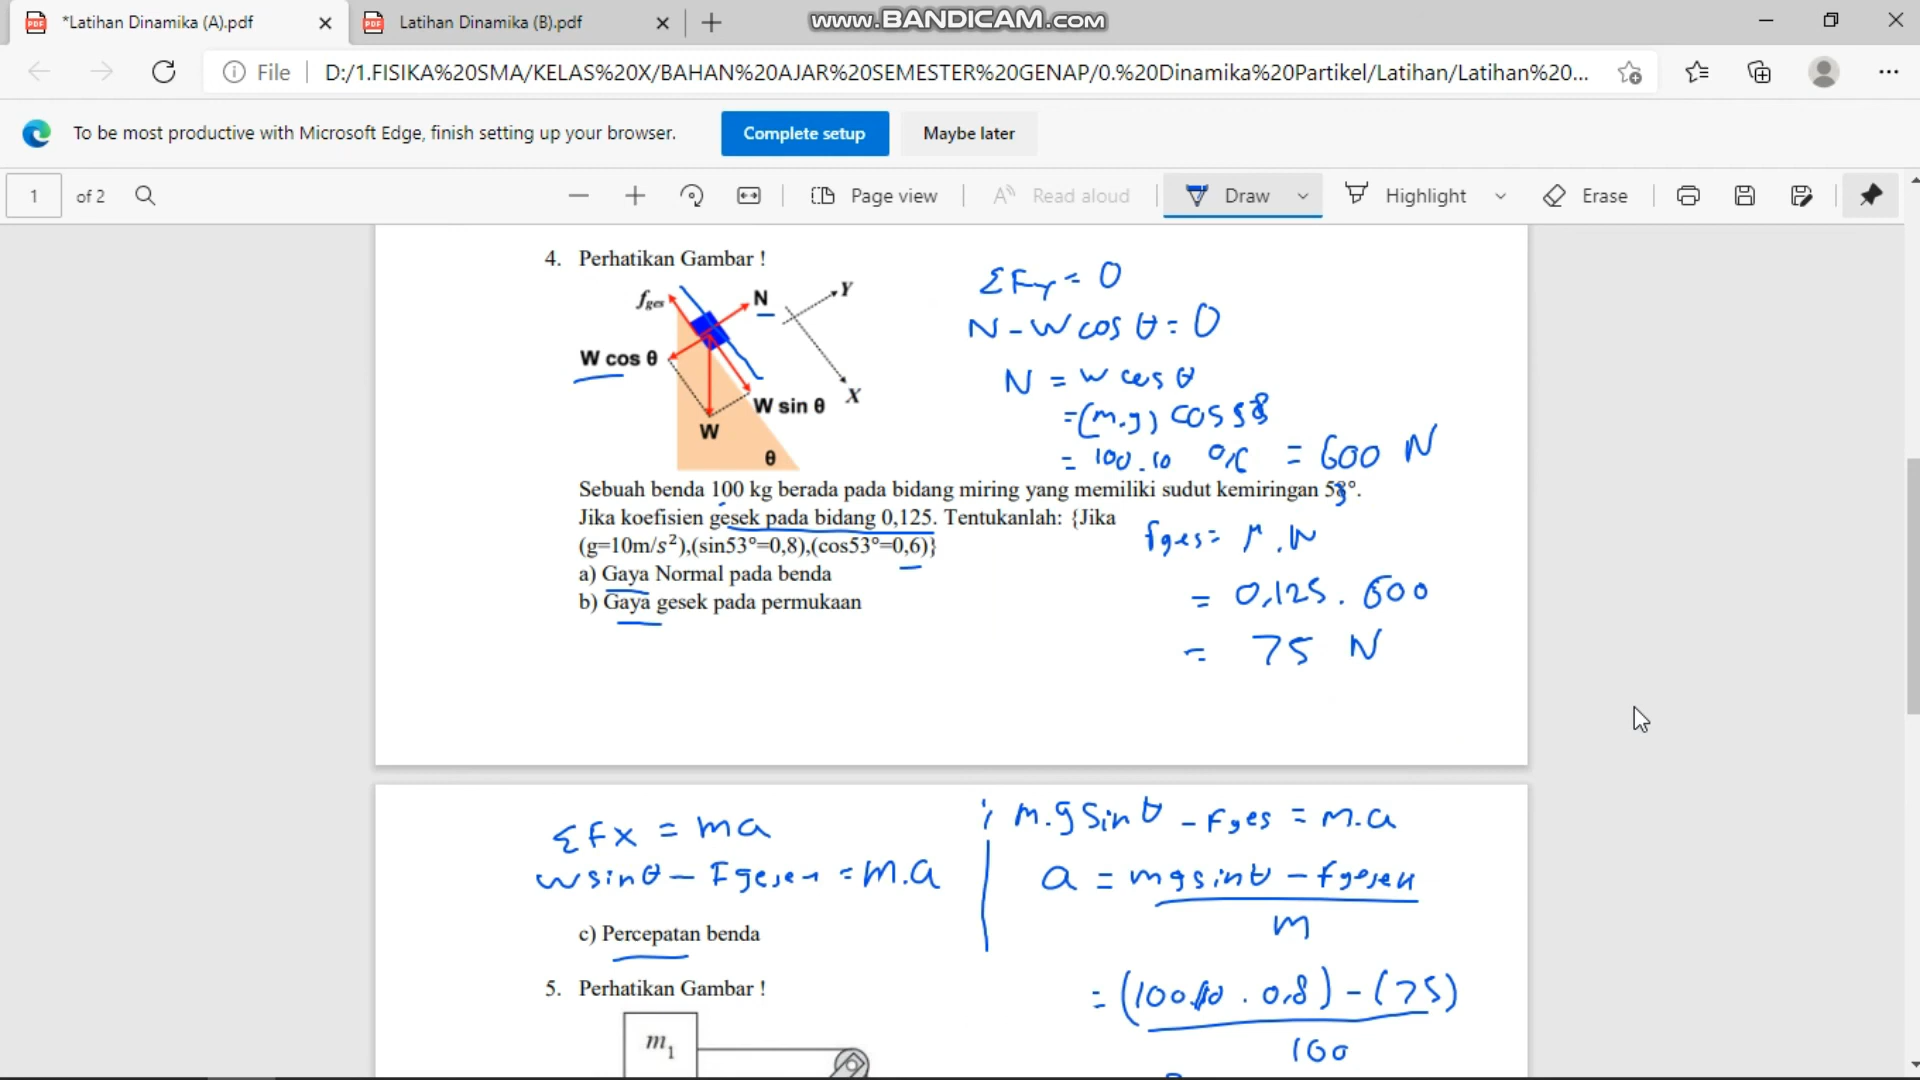 *Latihan Dinamika (A).pdf
Latihan Dinamika (B).pdf
www.BANDICAM.com
File
D:/1.FISIKA%20SMA/KELAS%20X/BAHAN%20AJAR%20SEMESTER%20GENAP/0.%20Dinamika%20Partikel/Latihan/Latihan%20...
To be most productive with Microsoft Edge, finish setting up your browser.
Complete setup
Maybe later
1 of 2
Page view
Read aloud
Draw
Highlight
Erase
4. Perhatikan Gambar !
fges
N
Y
W cos θ
W sin θ
X
W
θ
ΣFy = 0
N - W cos θ = 0
N = W cos θ
= (m.g) cos 53
= 100.10 0,6 = 600 N
Sebuah benda 100 kg berada pada bidang miring yang memiliki sudut kemiringan 53°.
Jika koefisien gesek pada bidang 0,125. Tentukanlah: {Jika
(g=10m/s²),(sin53°=0,8),(cos53°=0,6)}
a) Gaya Normal pada benda
b) Gaya gesek pada permukaan
fges = μ.N
= 0,125 . 600
= 75 N
ΣFx = ma
w sin θ - Fgesek = m.a
m.g sin θ - Fges = m.a
a = mg sin θ - fgesek
m
c) Percepatan benda
= (100.10 . 0,8) - (75)
100
5. Perhatikan Gambar !
m1